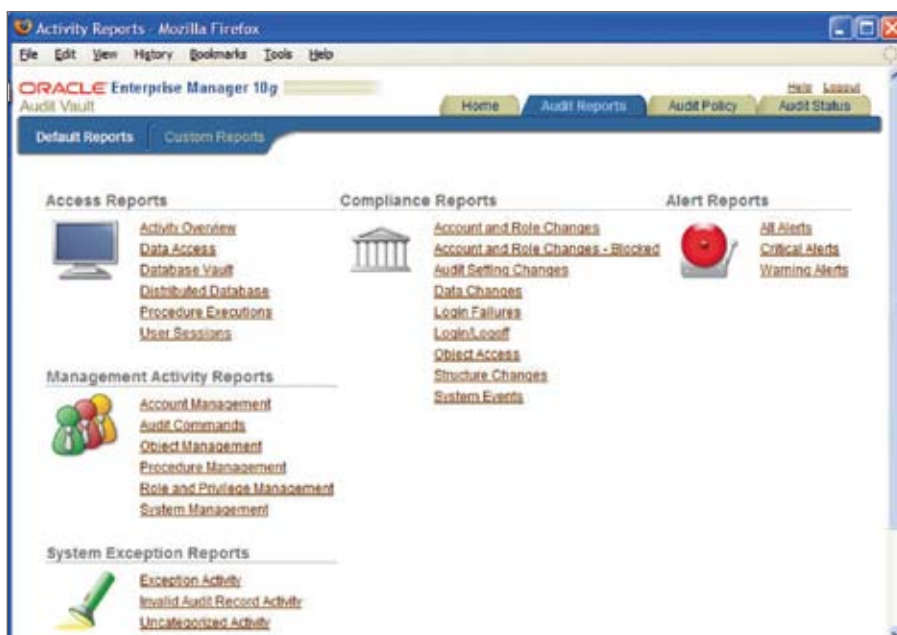 Activity Reports - Mozilla Firefox
File Edit View History Bookmarks Tools Help
ORACLE Enterprise Manager 10g
Audit Vault
Help Logout
Home Audit Reports Audit Policy Audit Status
Default Reports Custom Reports
Access Reports
Activity Overview
Data Access
Database Vault
Distributed Database
Procedure Executions
User Sessions
Management Activity Reports
Account Management
Audit Commands
Object Management
Procedure Management
Role and Privilege Management
System Management
System Exception Reports
Exception Activity
Invalid Audit Record Activity
Uncategorized Activity
Compliance Reports
Account and Role Changes
Account and Role Changes - Blocked
Audit Setting Changes
Data Changes
Login Failures
Login/Logoff
Object Access
Structure Changes
System Events
Alert Reports
All Alerts
Critical Alerts
Warning Alerts